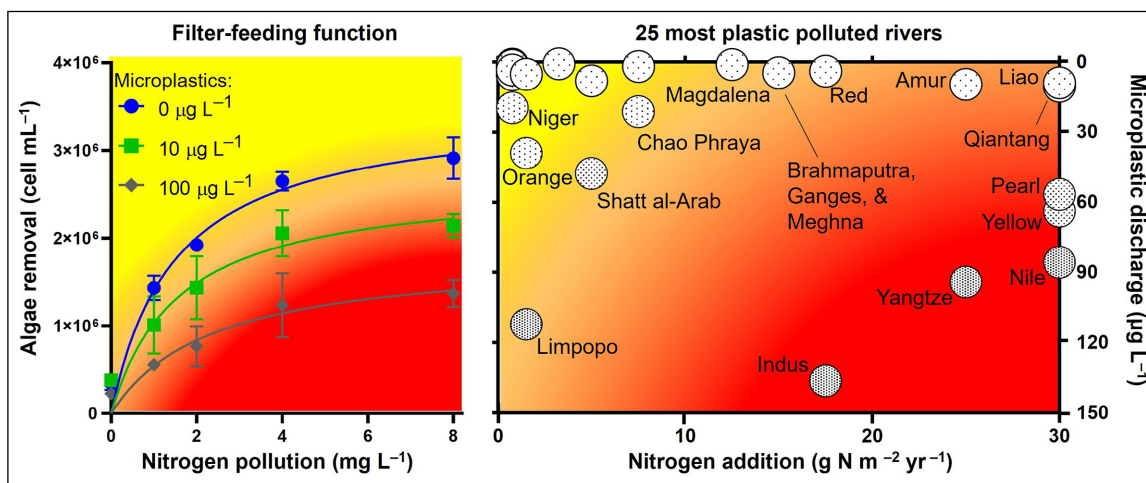 Filter-feeding function
Algae removal (cell mL⁻¹)
4×10⁶
3×10⁶
2×10⁶
1×10⁶
0
Microplastics:
0 µg L⁻¹
10 µg L⁻¹
100 µg L⁻¹
0 2 4 6 8
Nitrogen pollution (mg L⁻¹)
25 most plastic polluted rivers
Niger
Orange
Limpopo
Shatt al-Arab
Chao Phraya
Magdalena
Brahmaputra,
Ganges, &
Meghna
Red
Amur
Liao
Qiantang
Pearl
Yellow
Nile
Yangtze
Indus
0
30
60
90
120
150
Microplastic discharge (µg L⁻¹)
0 10 20 30
Nitrogen addition (g N m⁻² yr⁻¹)